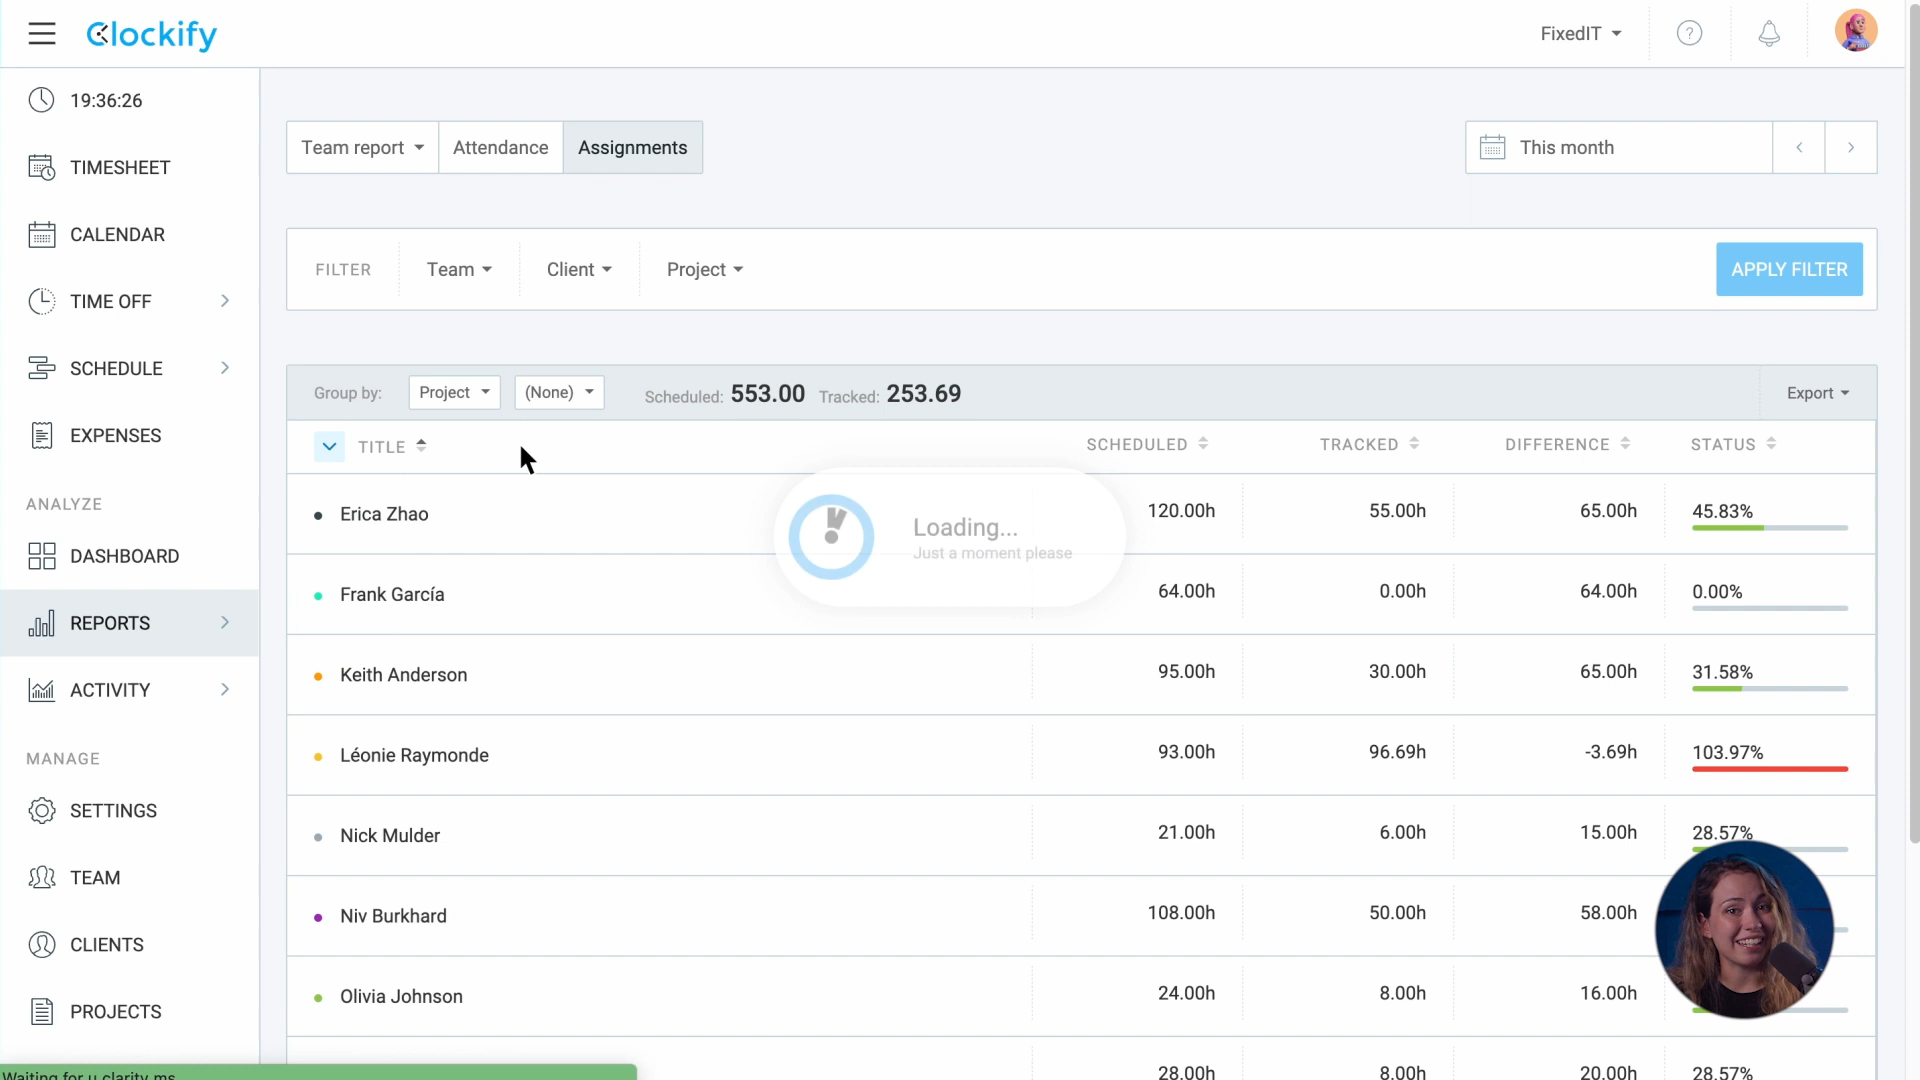 Clockify
FixedIT
?
19:36:26
TIMESHEET
CALENDAR
TIME OFF
SCHEDULE
EXPENSES
ANALYZE
DASHBOARD
REPORTS
ACTIVITY
MANAGE
SETTINGS
TEAM
CLIENTS
PROJECTS
Team report
Attendance
Assignments
This month
FILTER
Team
Client
Project
APPLY FILTER
Group by:
Project
(None)
Scheduled: 553.00 Tracked: 253.69
Export
TITLE SCHEDULED TRACKED DIFFERENCE STATUS
Loading...
Just a moment please
Erica Zhao 120.00h 55.00h 65.00h 45.83%
Frank García 64.00h 0.00h 64.00h 0.00%
Keith Anderson 95.00h 30.00h 65.00h 31.58%
Léonie Raymonde 93.00h 96.69h -3.69h 103.97%
Nick Mulder 21.00h 6.00h 15.00h 28.57%
Niv Burkhard 108.00h 50.00h 58.00h
Olivia Johnson 24.00h 8.00h 16.00h
28.00h 8.00h 20.00h 28.57%
Waiting for u.clarity.ms